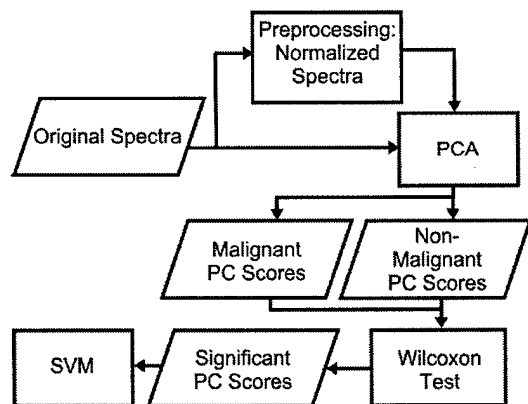 Preprocessing:
Normalized
Spectra
Original Spectra
PCA
Malignant
PC Scores
Non-
Malignant
PC Scores
SVM
Significant
PC Scores
Wilcoxon
Test